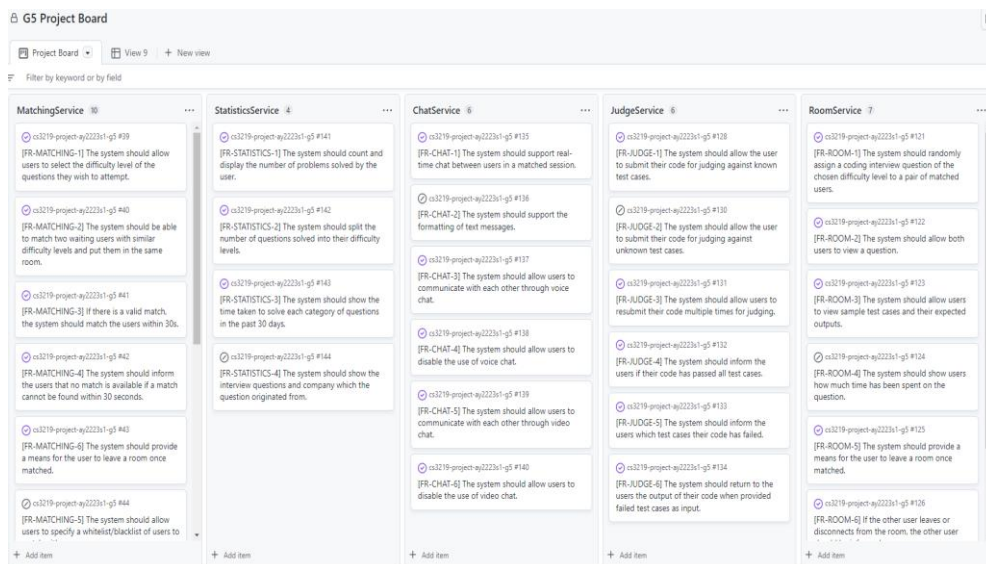 G5 Project Board
Project Board
View 9
+ New view
Filter by keyword or by field
MatchingService 10
cs3219-project-ay2223s1-g5 #39
[FR-MATCHING-1] The system should allow
users to select the difficulty level of the
questions they wish to attempt.
cs3219-project-ay2223s1-g5 #40
[FR-MATCHING-2] The system should be able
to match two waiting users with similar
difficulty levels and put them in the same
room.
cs3219-project-ay2223s1-g5 #41
[FR-MATCHING-3] If there is a valid match,
the system should match the users within 30s.
cs3219-project-ay2223s1-g5 #42
[FR-MATCHING-4] The system should inform
the users that no match is available if a match
cannot be found within 30 seconds.
cs3219-project-ay2223s1-g5 #43
[FR-MATCHING-6] The system should provide
a means for the user to leave a room once
matched.
cs3219-project-ay2223s1-g5 #44
[FR-MATCHING-5] The system should allow
users to specify a whitelist/blacklist of users to
+ Add item
StatisticsService 4
cs3219-project-ay2223s1-g5 #141
[FR-STATISTICS-1] The system should count and
display the number of problems solved by the
user.
cs3219-project-ay2223s1-g5 #142
[FR-STATISTICS-2] The system should split the
number of questions solved into their difficulty
levels.
cs3219-project-ay2223s1-g5 #143
[FR-STATISTICS-3] The system should show the
time taken to solve each category of questions
in the past 30 days.
cs3219-project-ay2223s1-g5 #144
[FR-STATISTICS-4] The system should show the
interview questions and company which the
question originated from.
+ Add item
ChatService 6
cs3219-project-ay2223s1-g5 #135
[FR-CHAT-1] The system should support real-
time chat between users in a matched session.
cs3219-project-ay2223s1-g5 #136
[FR-CHAT-2] The system should support the
formatting of text messages.
cs3219-project-ay2223s1-g5 #137
[FR-CHAT-3] The system should allow users to
communicate with each other through voice
chat.
cs3219-project-ay2223s1-g5 #138
[FR-CHAT-4] The system should allow users to
disable the use of voice chat.
cs3219-project-ay2223s1-g5 #139
[FR-CHAT-5] The system should allow users to
communicate with each other through video
chat.
cs3219-project-ay2223s1-g5 #140
[FR-CHAT-6] The system should allow users to
disable the use of video chat.
+ Add item
JudgeService 6
cs3219-project-ay2223s1-g5 #128
[FR-JUDGE-1] The system should allow the user
to submit their code for judging against known
test cases.
cs3219-project-ay2223s1-g5 #130
[FR-JUDGE-2] The system should allow the user
to submit their code for judging against
unknown test cases.
cs3219-project-ay2223s1-g5 #131
[FR-JUDGE-3] The system should allow users to
resubmit their code multiple times for judging.
cs3219-project-ay2223s1-g5 #132
[FR-JUDGE-4] The system should inform the
users if their code has passed all test cases.
cs3219-project-ay2223s1-g5 #133
[FR-JUDGE-5] The system should inform the
users which test cases their code has failed.
cs3219-project-ay2223s1-g5 #134
[FR-JUDGE-6] The system should return to the
users the output of their code when provided
failed test cases as input.
+ Add item
RoomService 7
cs3219-project-ay2223s1-g5 #121
[FR-ROOM-1] The system should randomly
assign a coding interview question of the
chosen difficulty level to a pair of matched
users.
cs3219-project-ay2223s1-g5 #122
[FR-ROOM-2] The system should allow both
users to view a question.
cs3219-project-ay2223s1-g5 #123
[FR-ROOM-3] The system should allow users
to view sample test cases and their expected
outputs.
cs3219-project-ay2223s1-g5 #124
[FR-ROOM-4] The system should show users
how much time has been spent on the
question.
cs3219-project-ay2223s1-g5 #125
[FR-ROOM-5] The system should provide a
means for the user to leave a room once
matched.
cs3219-project-ay2223s1-g5 #126
[FR-ROOM-6] If the other user leaves or
disconnects from the room, the other user
+ Add item